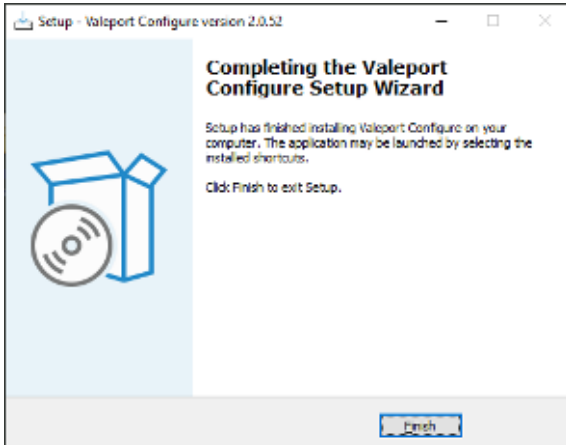 Setup - Valeport Configure version 2.0.52
Completing the Valeport
Configure Setup Wizard
Setup has finished installing Valeport Configure on your
computer. The application may be launched by selecting the
installed shortcuts.
Click Finish to exit Setup.
Finish